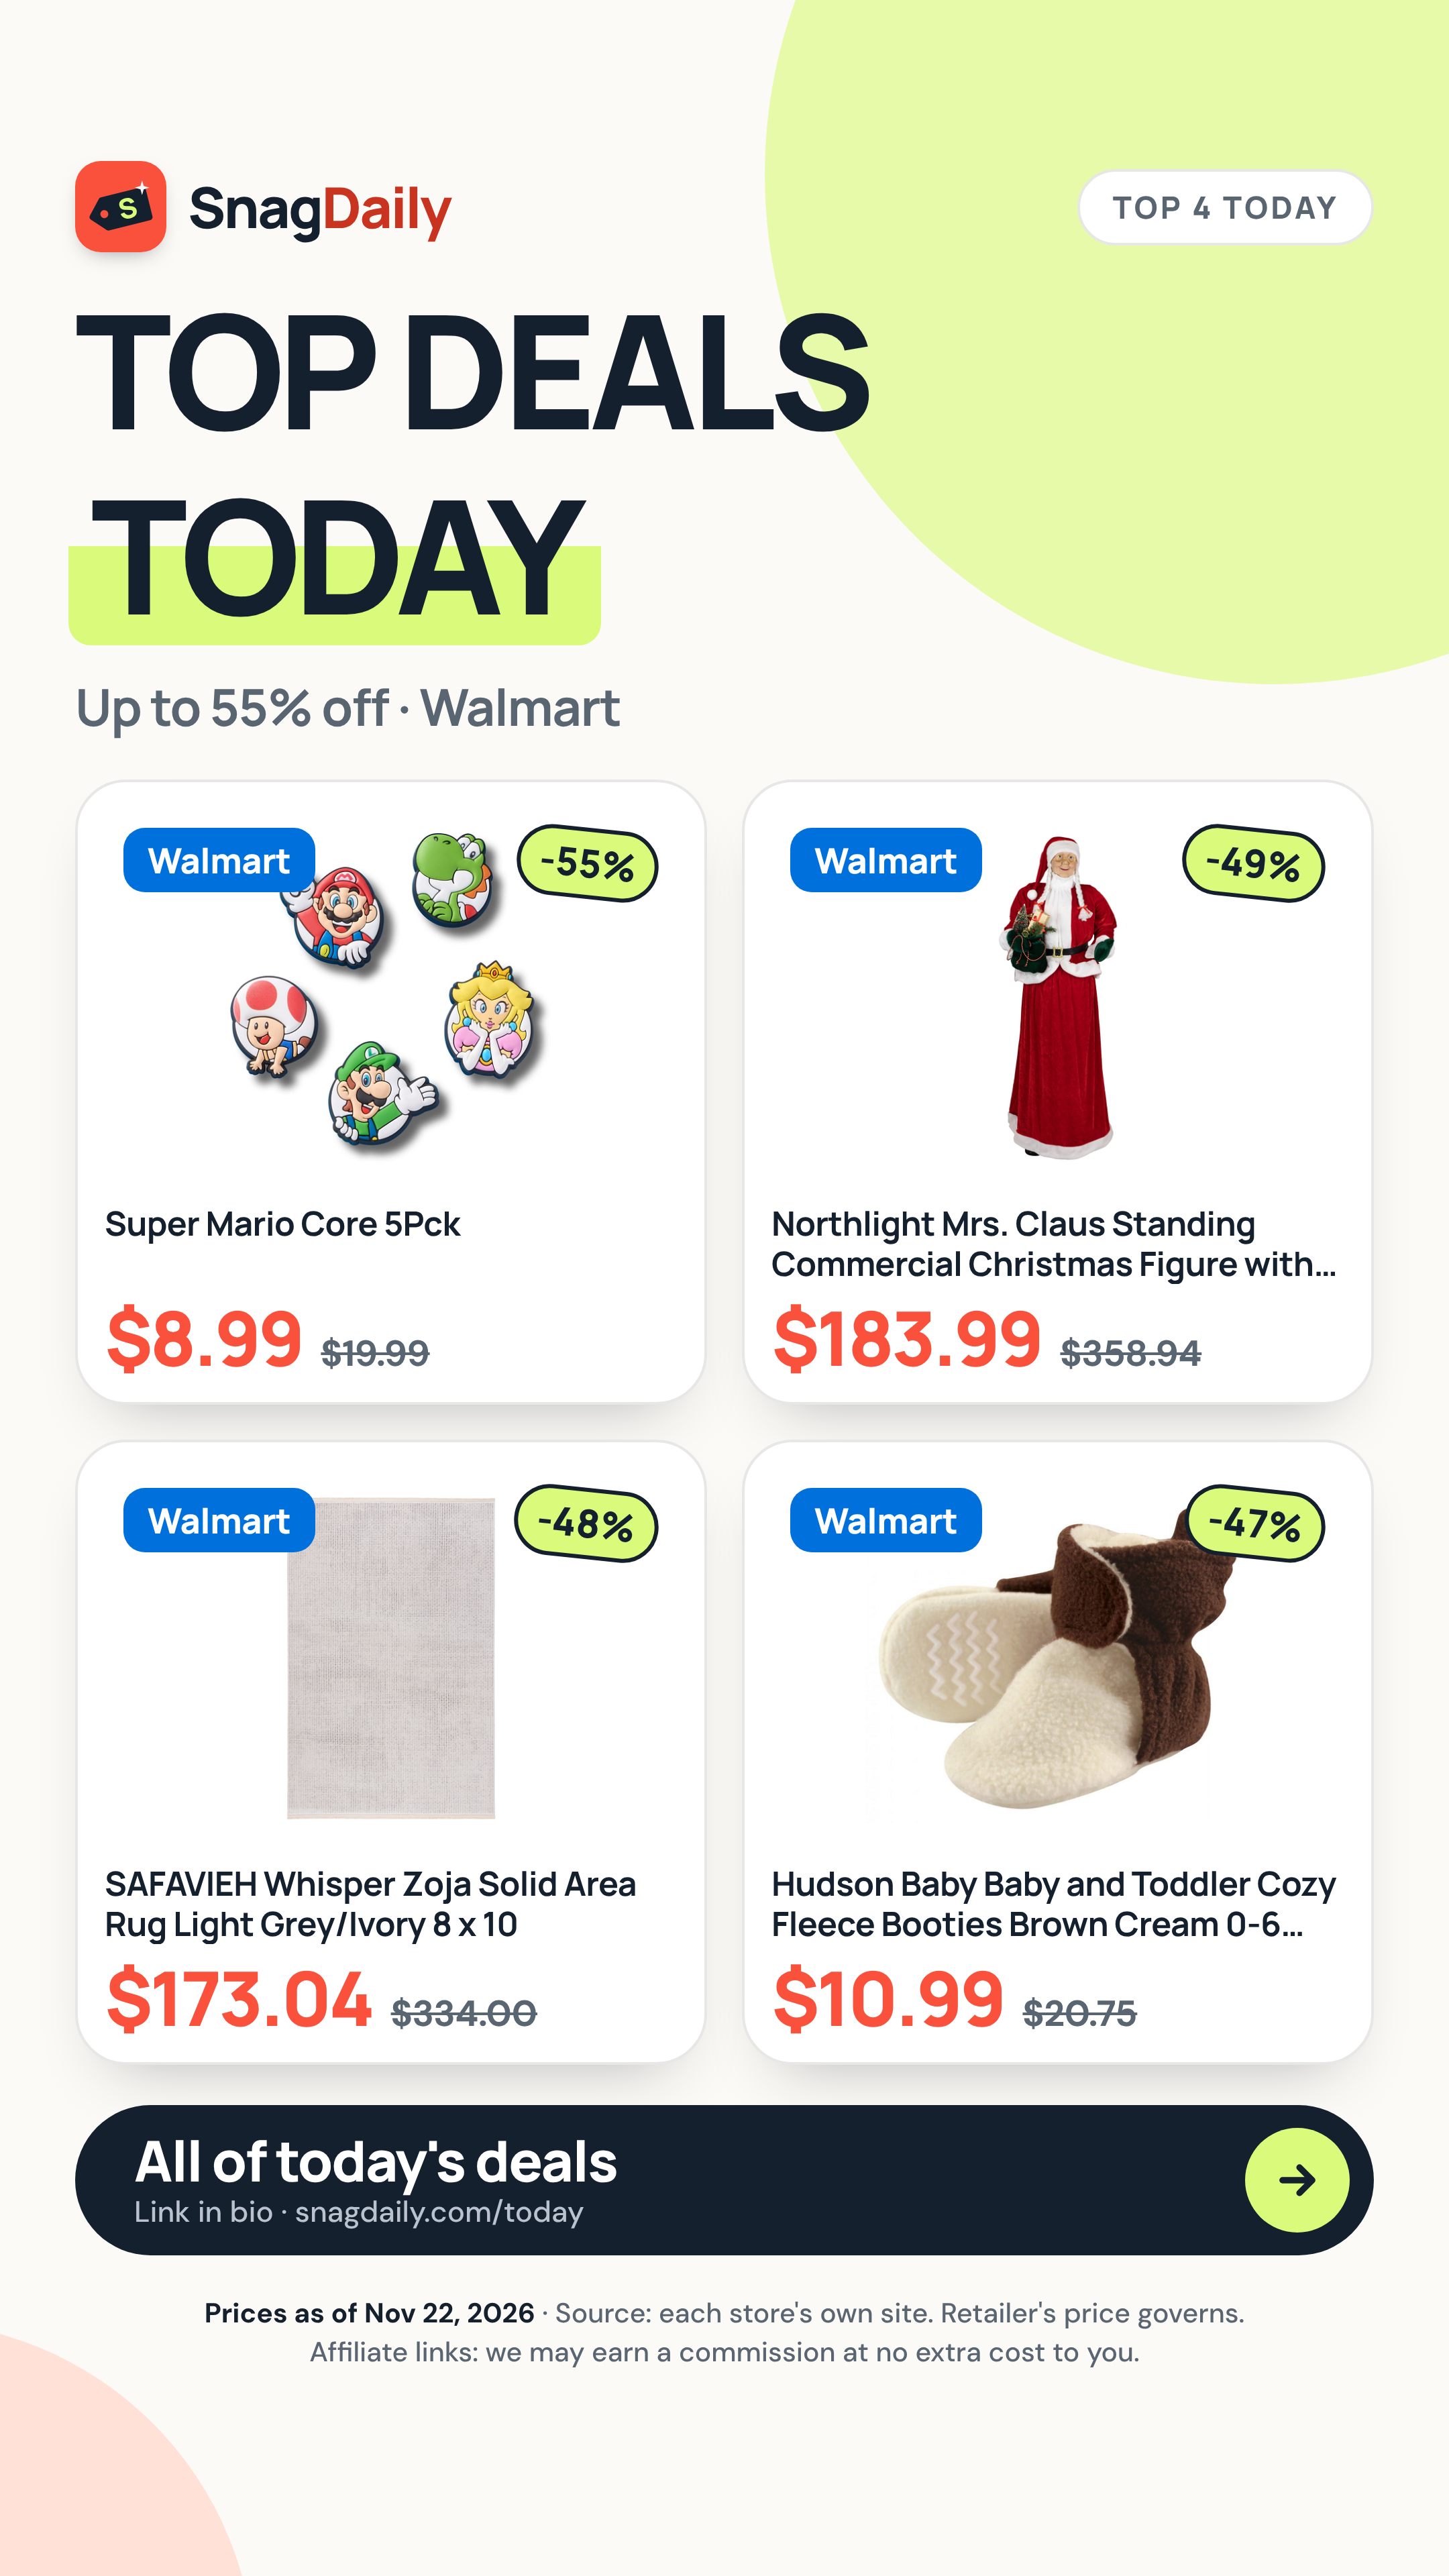 S
SnagDaily
TOP 4 TODAY
TOP DEALS
TODAY
Up to 55% off · Walmart
Walmart
-55%
Super Mario Core 5Pck
$8.99 $19.99
Walmart
-49%
Northlight Mrs. Claus Standing
Commercial Christmas Figure with...
$183.99 $358.94
Walmart
-48%
SAFAVIEH Whisper Zoja Solid Area
Rug Light Grey/Ivory 8 x 10
$173.04 $334.00
Walmart
-47%
Hudson Baby Baby and Toddler Cozy
Fleece Booties Brown Cream 0-6...
$10.99 $20.75
All of today's deals
Link in bio · snagdaily.com/today
Prices as of Nov 22, 2026 · Source: each store's own site. Retailer's price governs.
Affiliate links: we may earn a commission at no extra cost to you.